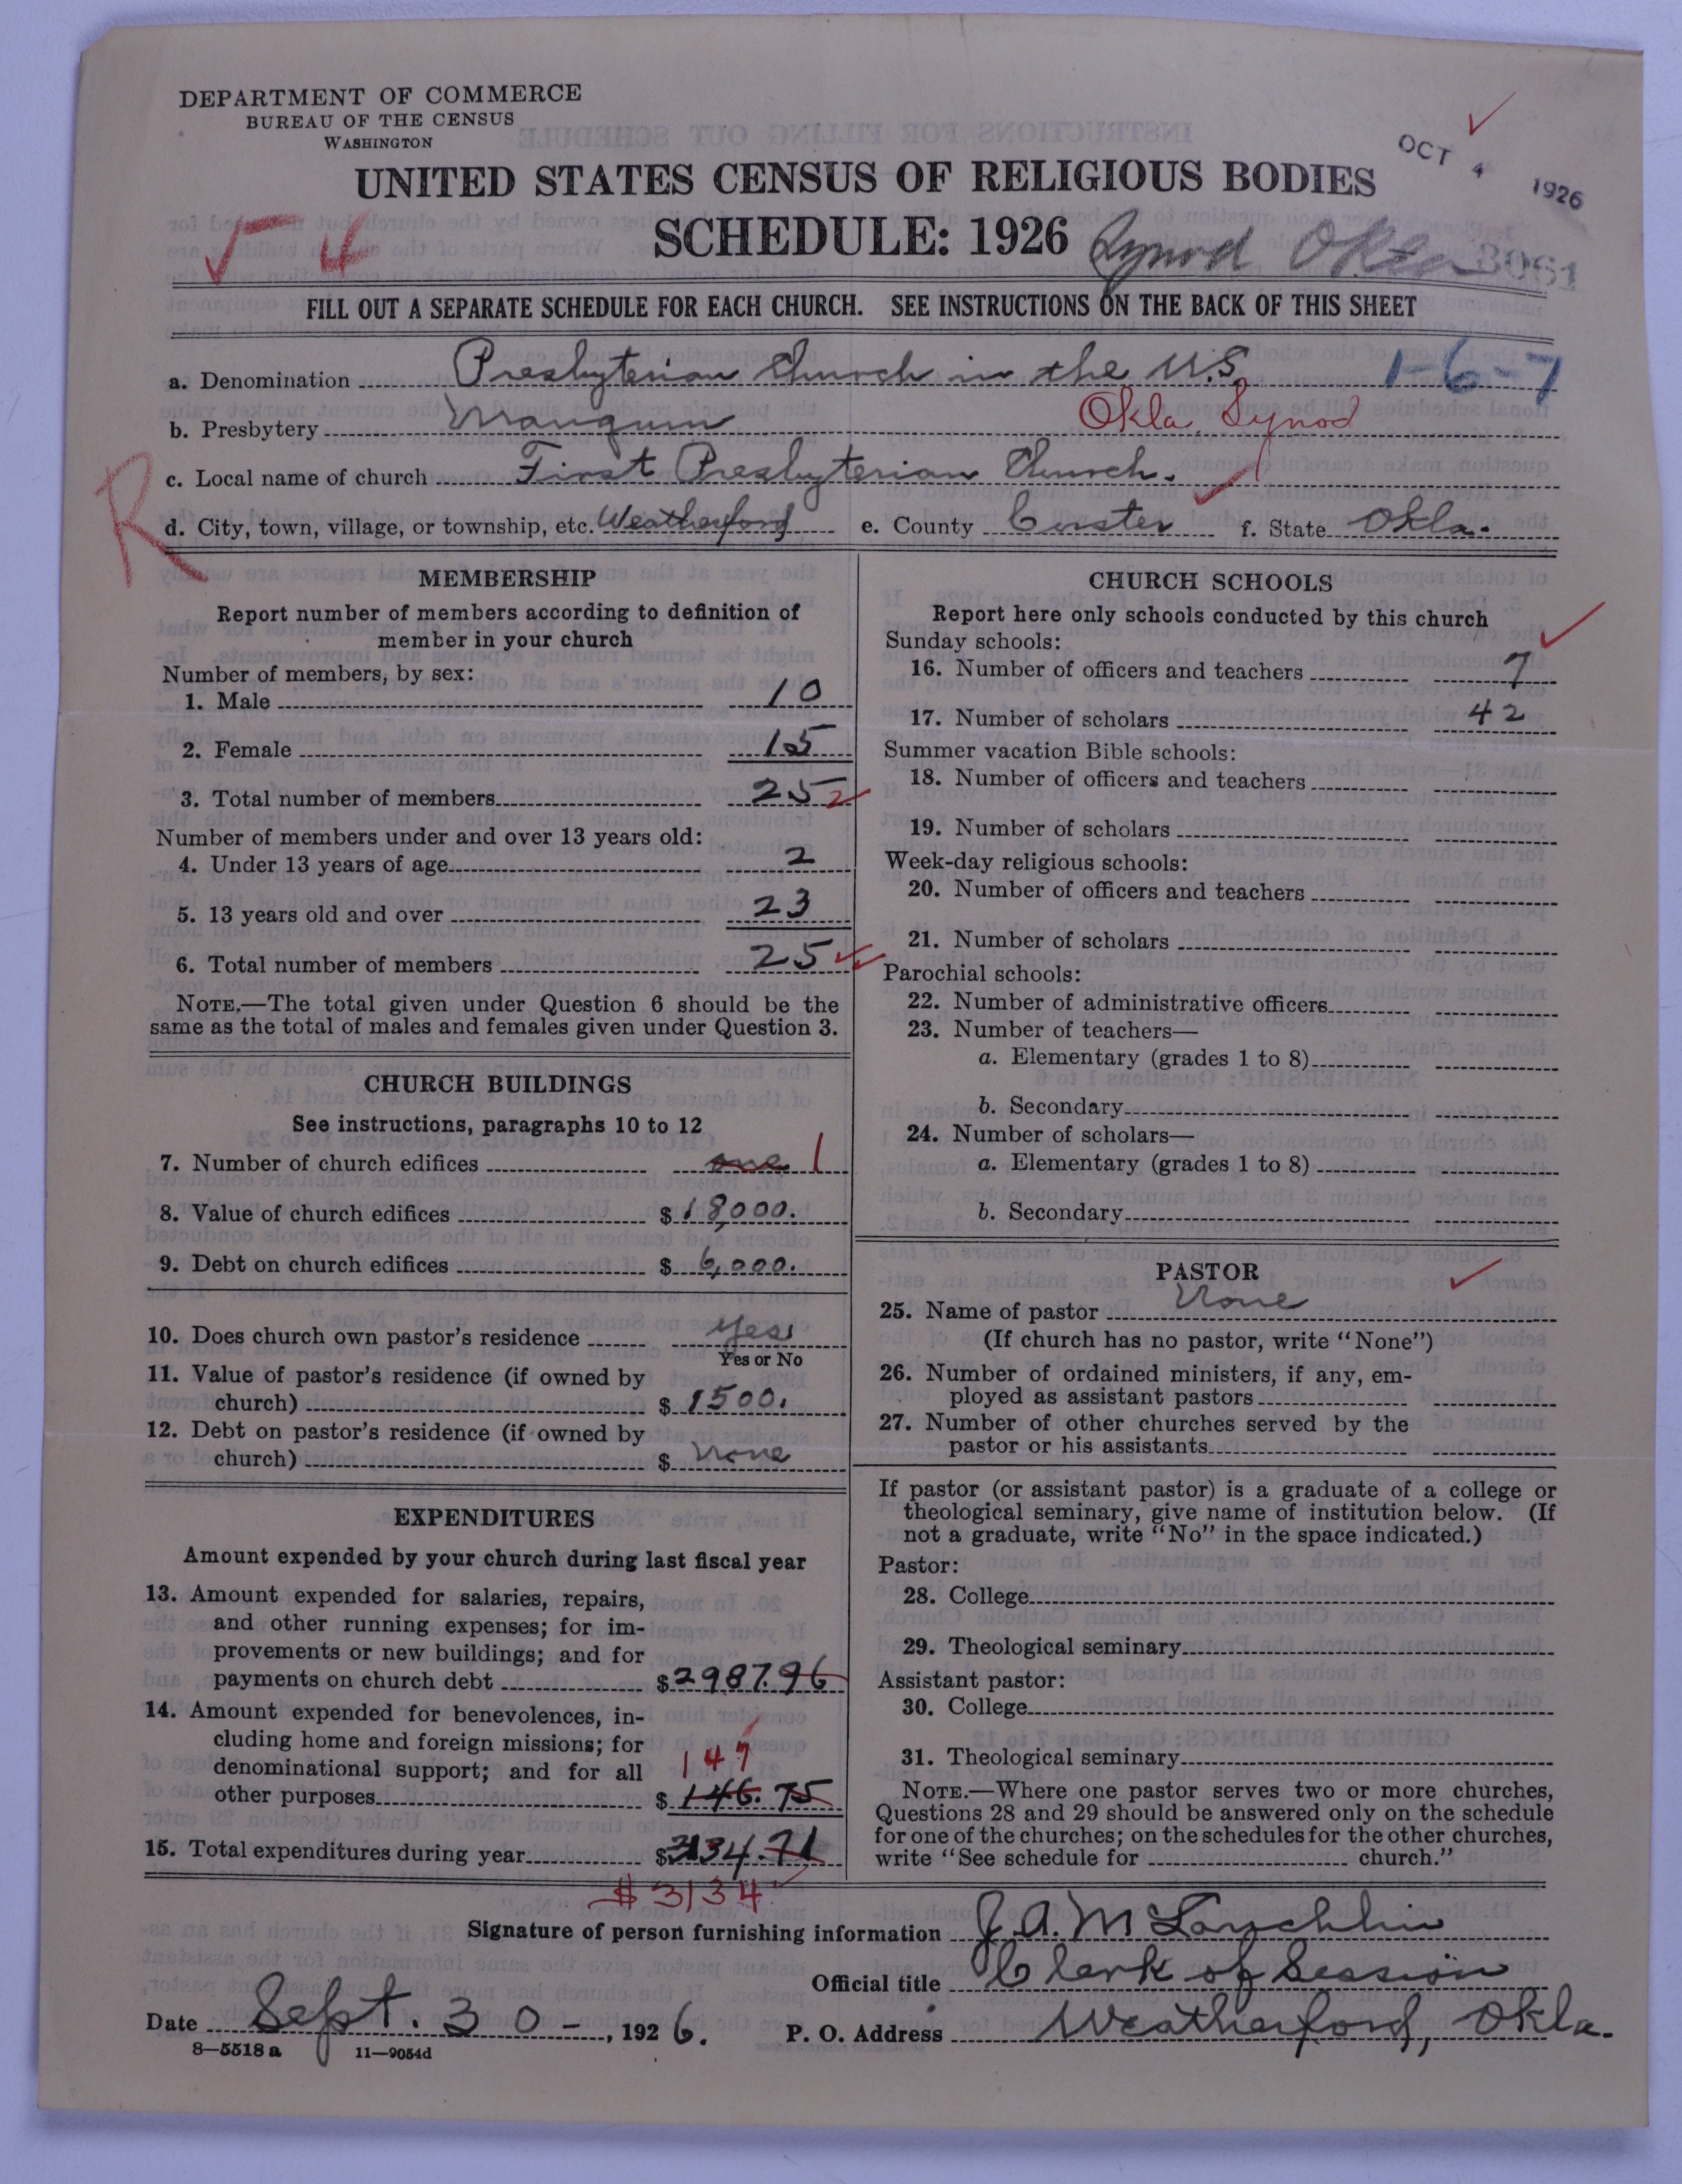 DEPARTMENT OF COMMERCE
BUREAU OF THE CENSUS
WASHINGTON
OCT 4 1926
UNITED STATES CENSUS OF RELIGIOUS BODIES
SCHEDULE: 1926 Synod Okla 8061
FILL OUT A SEPARATE SCHEDULE FOR EACH CHURCH. SEE INSTRUCTIONS ON THE BACK OF THIS SHEET
a. Denomination Presbyterian Church in the U.S. 1-6-7
b. Presbytery Mangum Okla. Synod
c. Local name of church First Presbyterian Church.
R
d. City, town, village, or township, etc. Weatherford e. County Custer f. State Okla.
MEMBERSHIP
Report number of members according to definition of
member in your church
Number of members, by sex:
1. Male 10
2. Female 15
3. Total number of members 25
Number of members under and over 13 years old:
4. Under 13 years of age 2
5. 13 years old and over 23
6. Total number of members 25
NOTE.—The total given under Question 6 should be the
same as the total of males and females given under Question 3.
CHURCH BUILDINGS
See instructions, paragraphs 10 to 12
7. Number of church edifices one 1
8. Value of church edifices $ 18,000.
9. Debt on church edifices $ 6,000.
10. Does church own pastor's residence Yes
Yes or No
11. Value of pastor's residence (if owned by
church) $ 1500.
12. Debt on pastor's residence (if owned by
church) $ None
EXPENDITURES
Amount expended by your church during last fiscal year
13. Amount expended for salaries, repairs,
and other running expenses; for im-
provements or new buildings; and for
payments on church debt $ 2987.96
14. Amount expended for benevolences, in-
cluding home and foreign missions; for
denominational support; and for all 147
other purposes $ 146.75
15. Total expenditures during year $ 3134.71
$3134
CHURCH SCHOOLS
Report here only schools conducted by this church
Sunday schools:
16. Number of officers and teachers 7
17. Number of scholars 42
Summer vacation Bible schools:
18. Number of officers and teachers
19. Number of scholars
Week-day religious schools:
20. Number of officers and teachers
21. Number of scholars
Parochial schools:
22. Number of administrative officers
23. Number of teachers—
a. Elementary (grades 1 to 8)
b. Secondary
24. Number of scholars—
a. Elementary (grades 1 to 8)
b. Secondary
PASTOR
25. Name of pastor None
(If church has no pastor, write "None")
26. Number of ordained ministers, if any, em-
ployed as assistant pastors
27. Number of other churches served by the
pastor or his assistants
If pastor (or assistant pastor) is a graduate of a college or
theological seminary, give name of institution below. (If
not a graduate, write "No" in the space indicated.)
Pastor:
28. College
29. Theological seminary
Assistant pastor:
30. College
31. Theological seminary
NOTE.—Where one pastor serves two or more churches,
Questions 28 and 29 should be answered only on the schedule
for one of the churches; on the schedules for the other churches,
write "See schedule for church."
Signature of person furnishing information J. A. McLauchlin
Official title Clerk of Session
Date Sept. 30-, 1926. P. O. Address Weatherford, Okla.
8—5518a 11—9054d